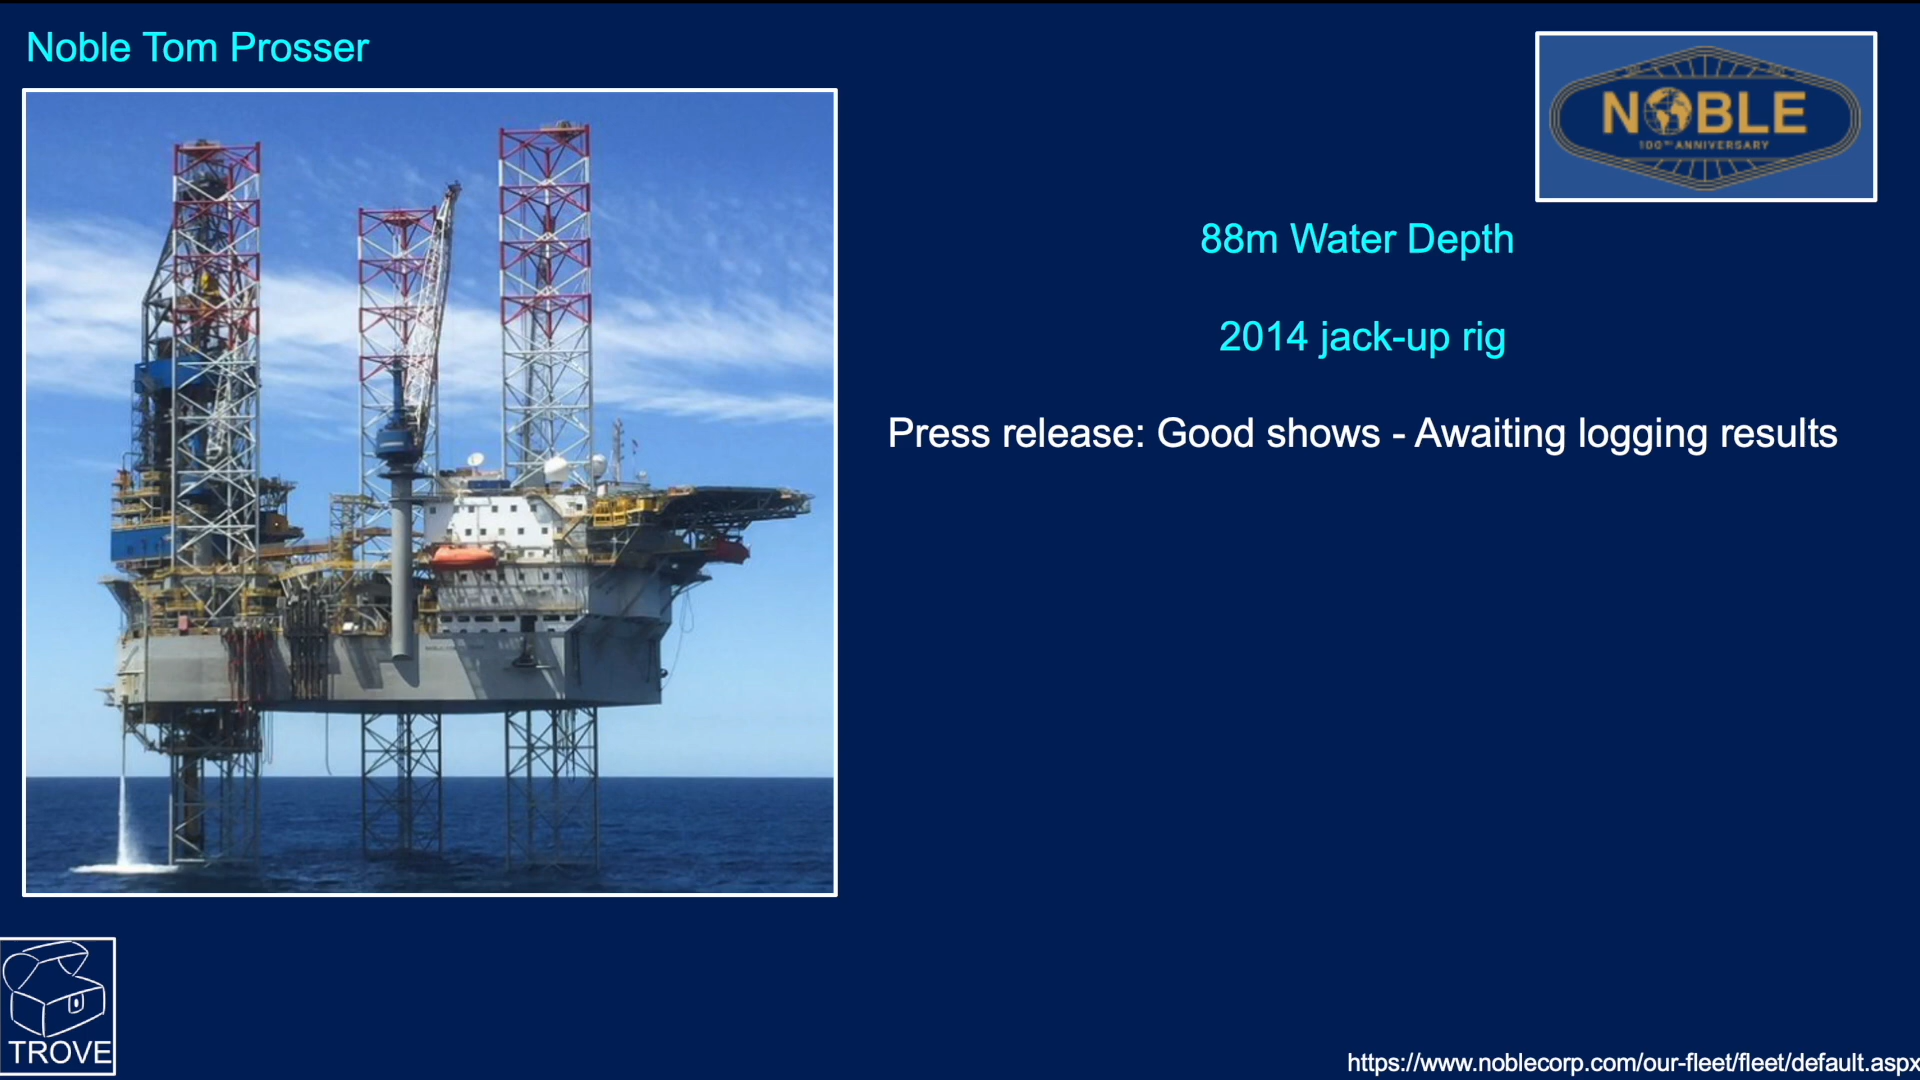 Noble Tom Prosser
NOBLE
100TH ANNIVERSARY
88m Water Depth
2014 jack-up rig
Press release: Good shows - Awaiting logging results
TROVE
https://www.noblecorp.com/our-fleet/fleet/default.aspx